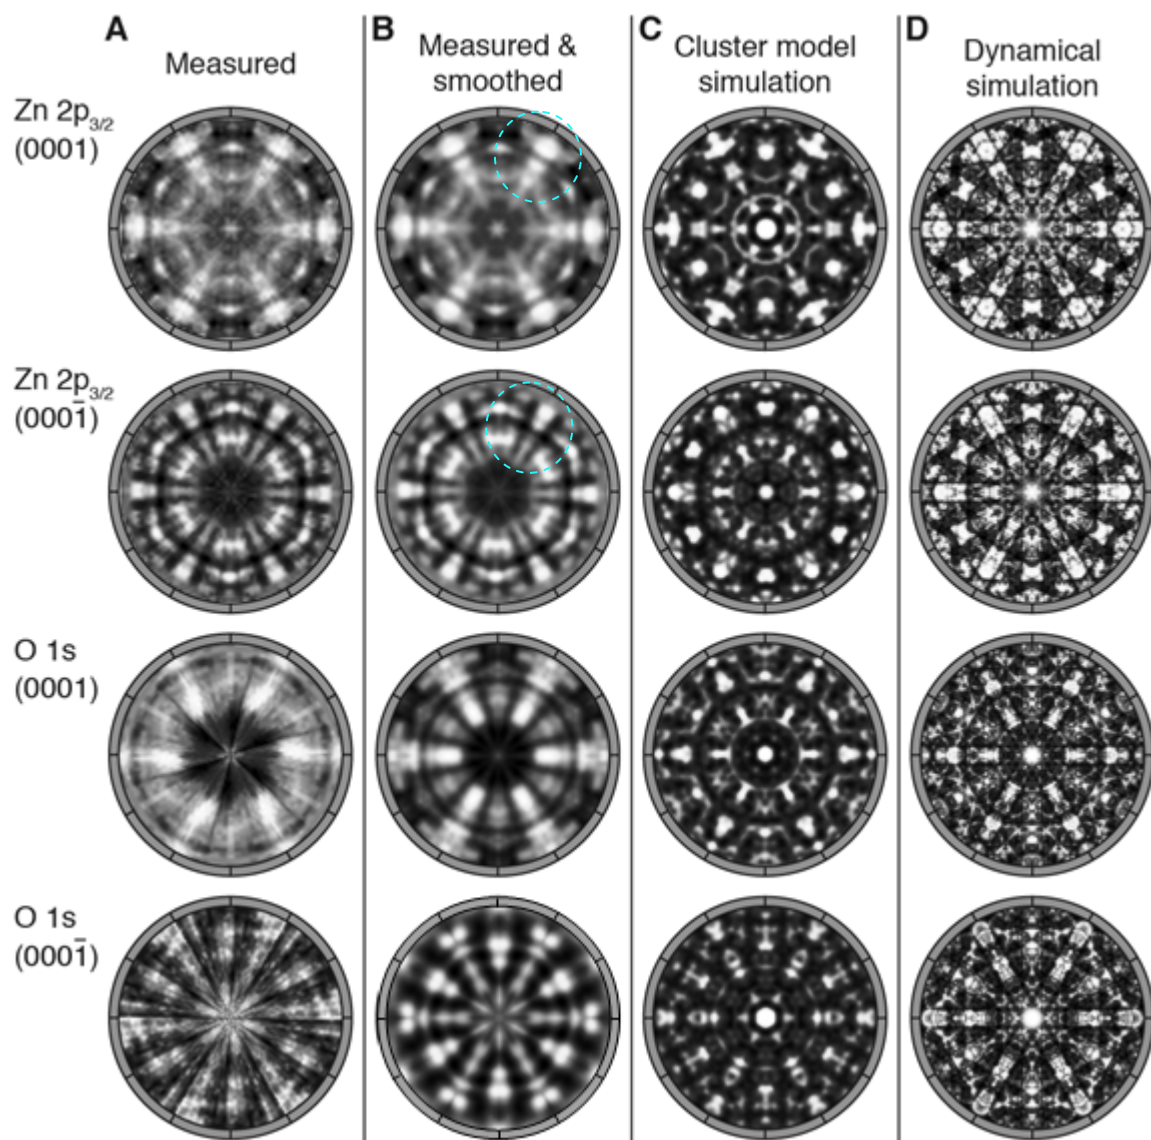 A
Measured
B
Measured &
smoothed
C
Cluster model
simulation
D
Dynamical
simulation
Zn 2p3/2
(0001)
Zn 2p3/2
(0001̄)
O 1s
(0001)
O 1s
(0001̄)